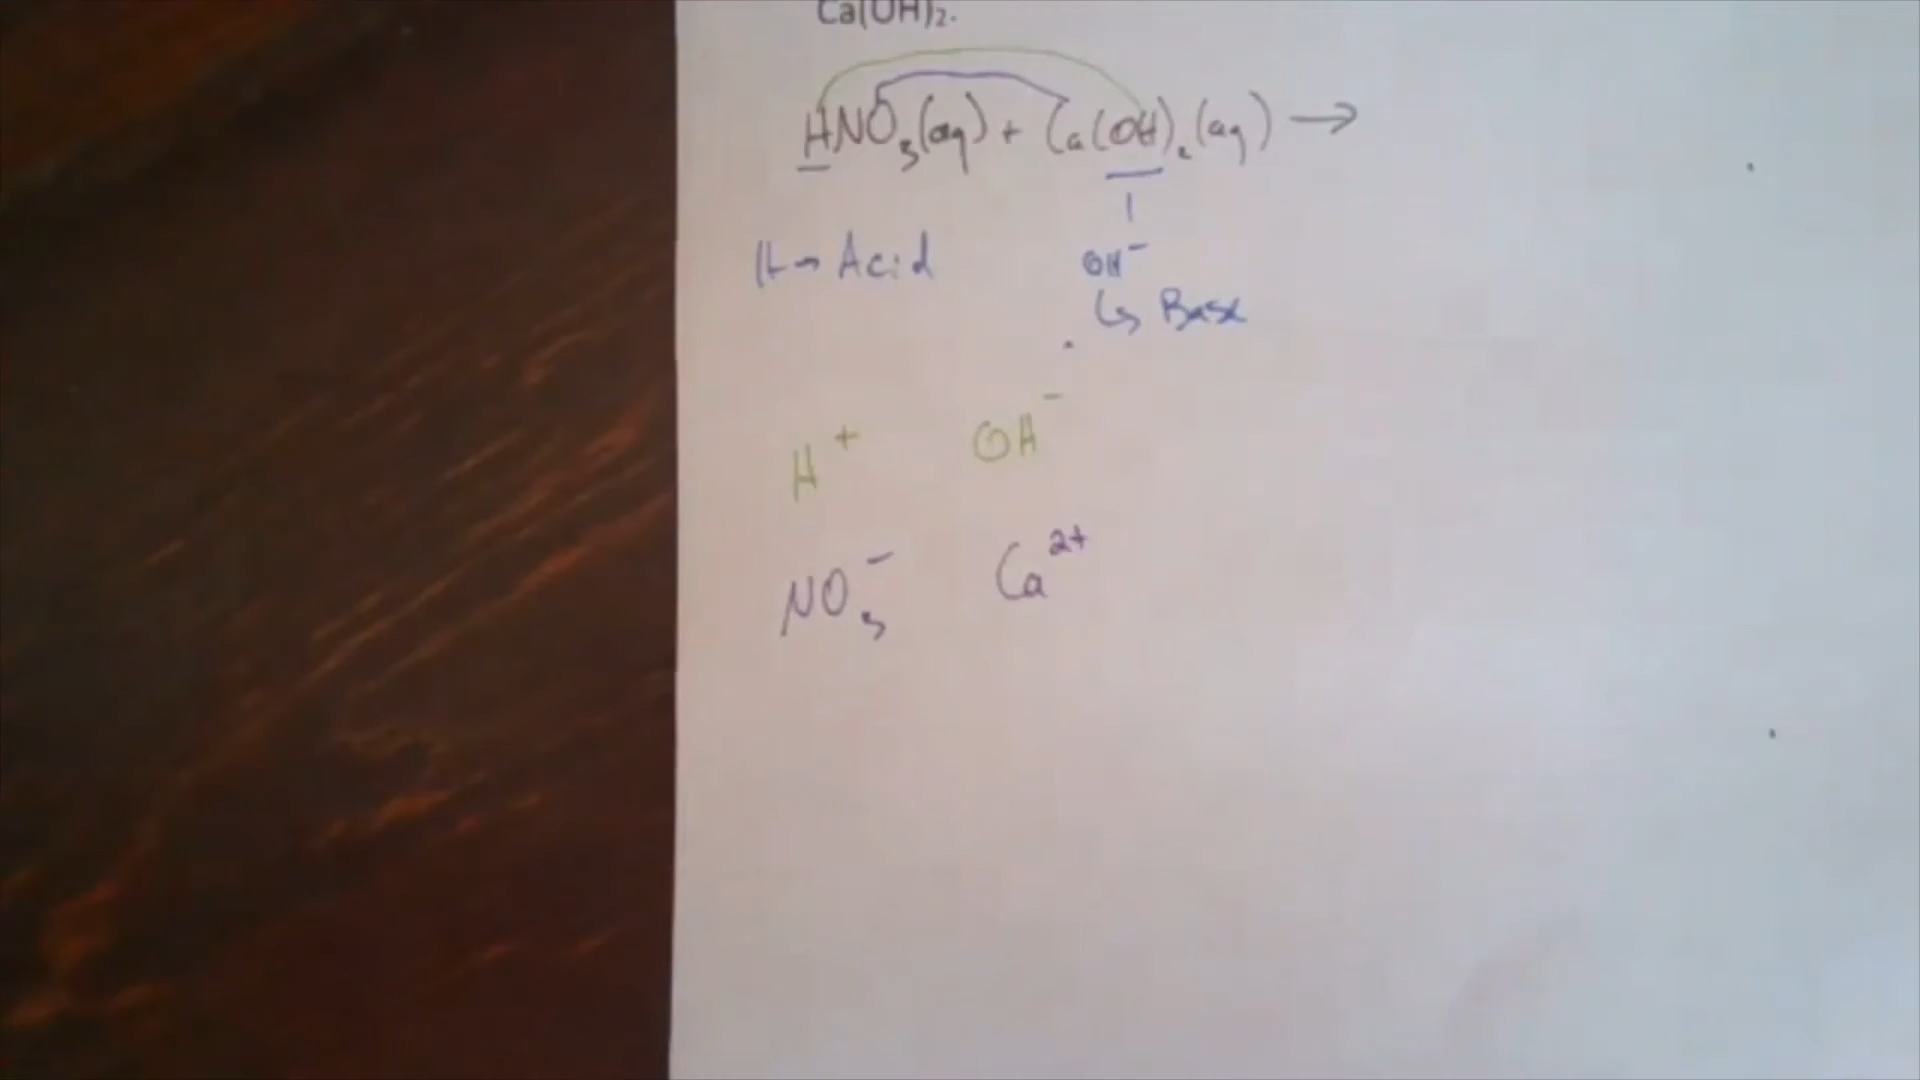 Ca(OH)₂.
HNO₃(aq) + Ca(OH)₂(aq) →
H → Acid
OH⁻
↳ Base
H⁺ OH⁻
NO₃⁻ Ca²⁺